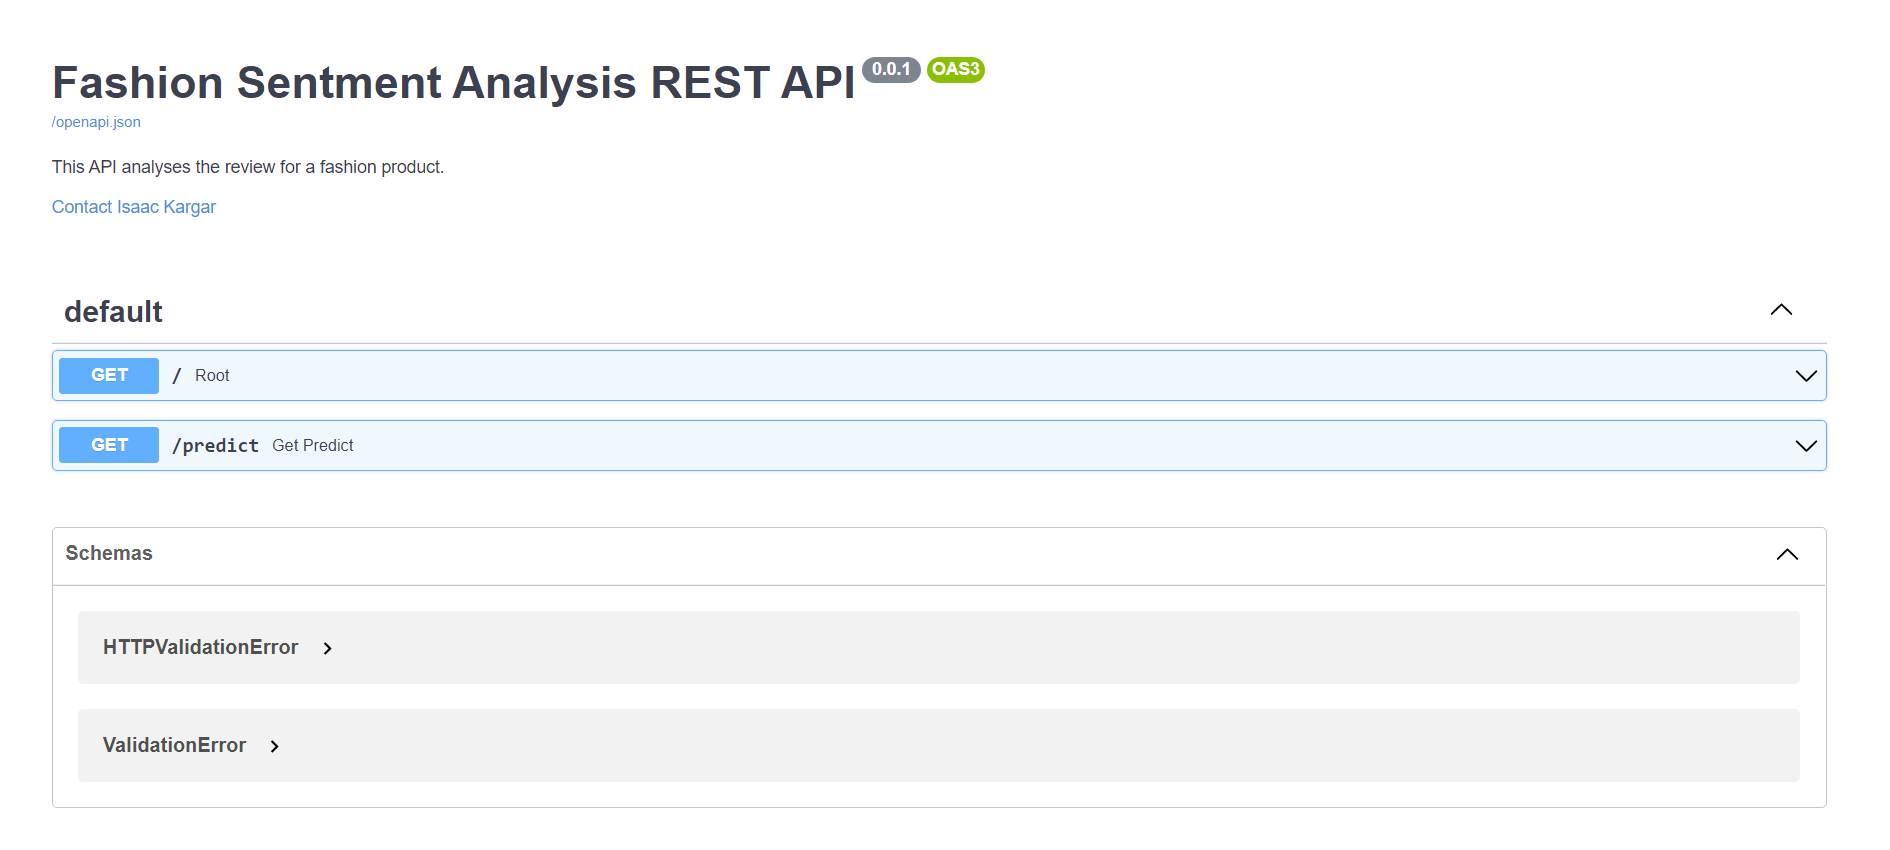 Fashion Sentment Analysis REST API 0.0.1 OAS3
/openapi.json
This API analyses the review for a fashion product.
Contact Isaac Kargar
default
GET / Root
GET /predict Get Predict
Schemas
HTTPValidationError
ValidationError